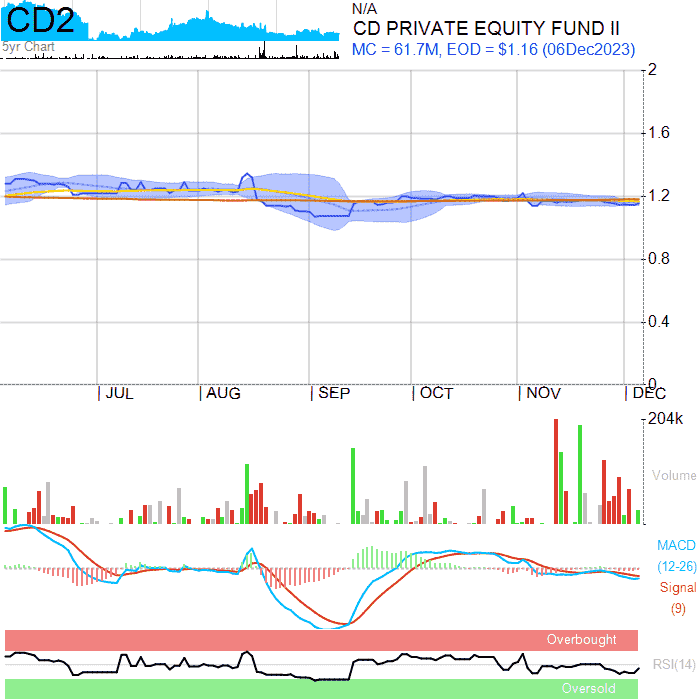 CD2
5yr Chart
N/A
CD PRIVATE EQUITY FUND II
MC = 61.7M, EOD = $1.16 (06Dec2023)
2
1.6
1.2
0.8
0.4
0
JUL AUG SEP OCT NOV DEC
204k
Volume
MACD
(12-26)
Signal
(9)
Overbought
RSI(14)
Oversold